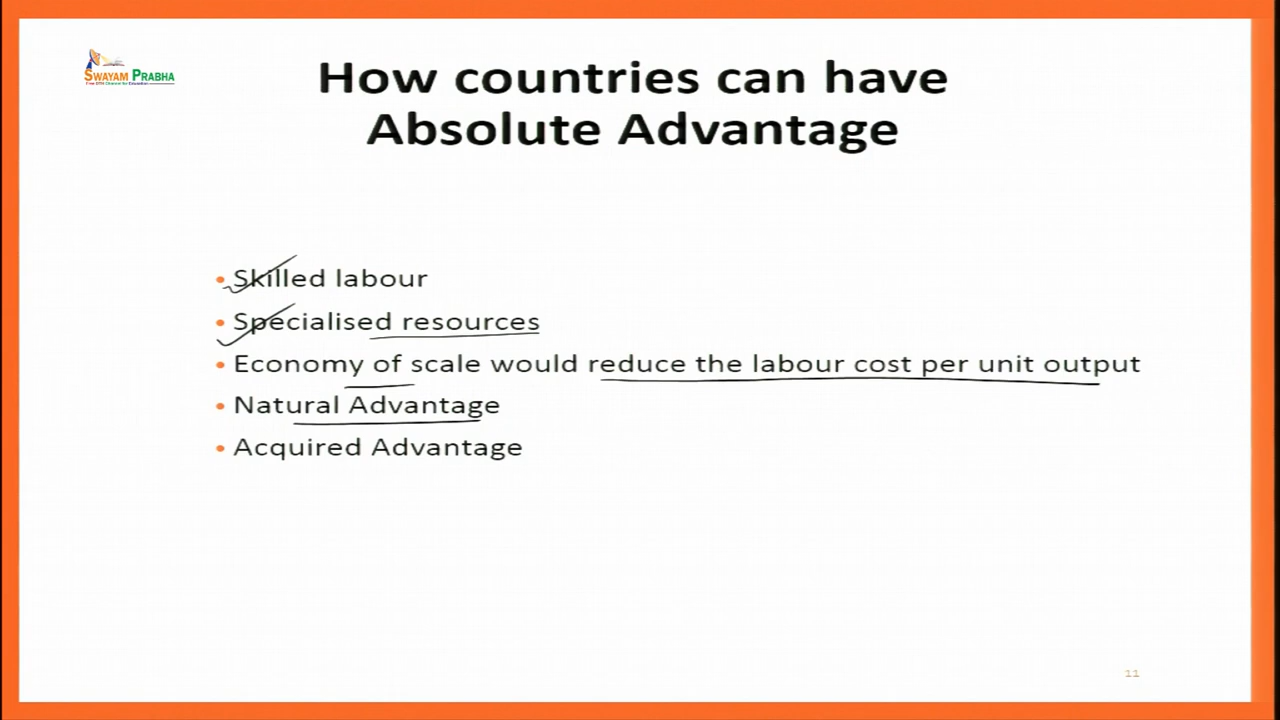 SWAYAM PRABHA
Free DTH Channel for Education
How countries can have
Absolute Advantage
• Skilled labour
• Specialised resources
• Economy of scale would reduce the labour cost per unit output
• Natural Advantage
• Acquired Advantage
11